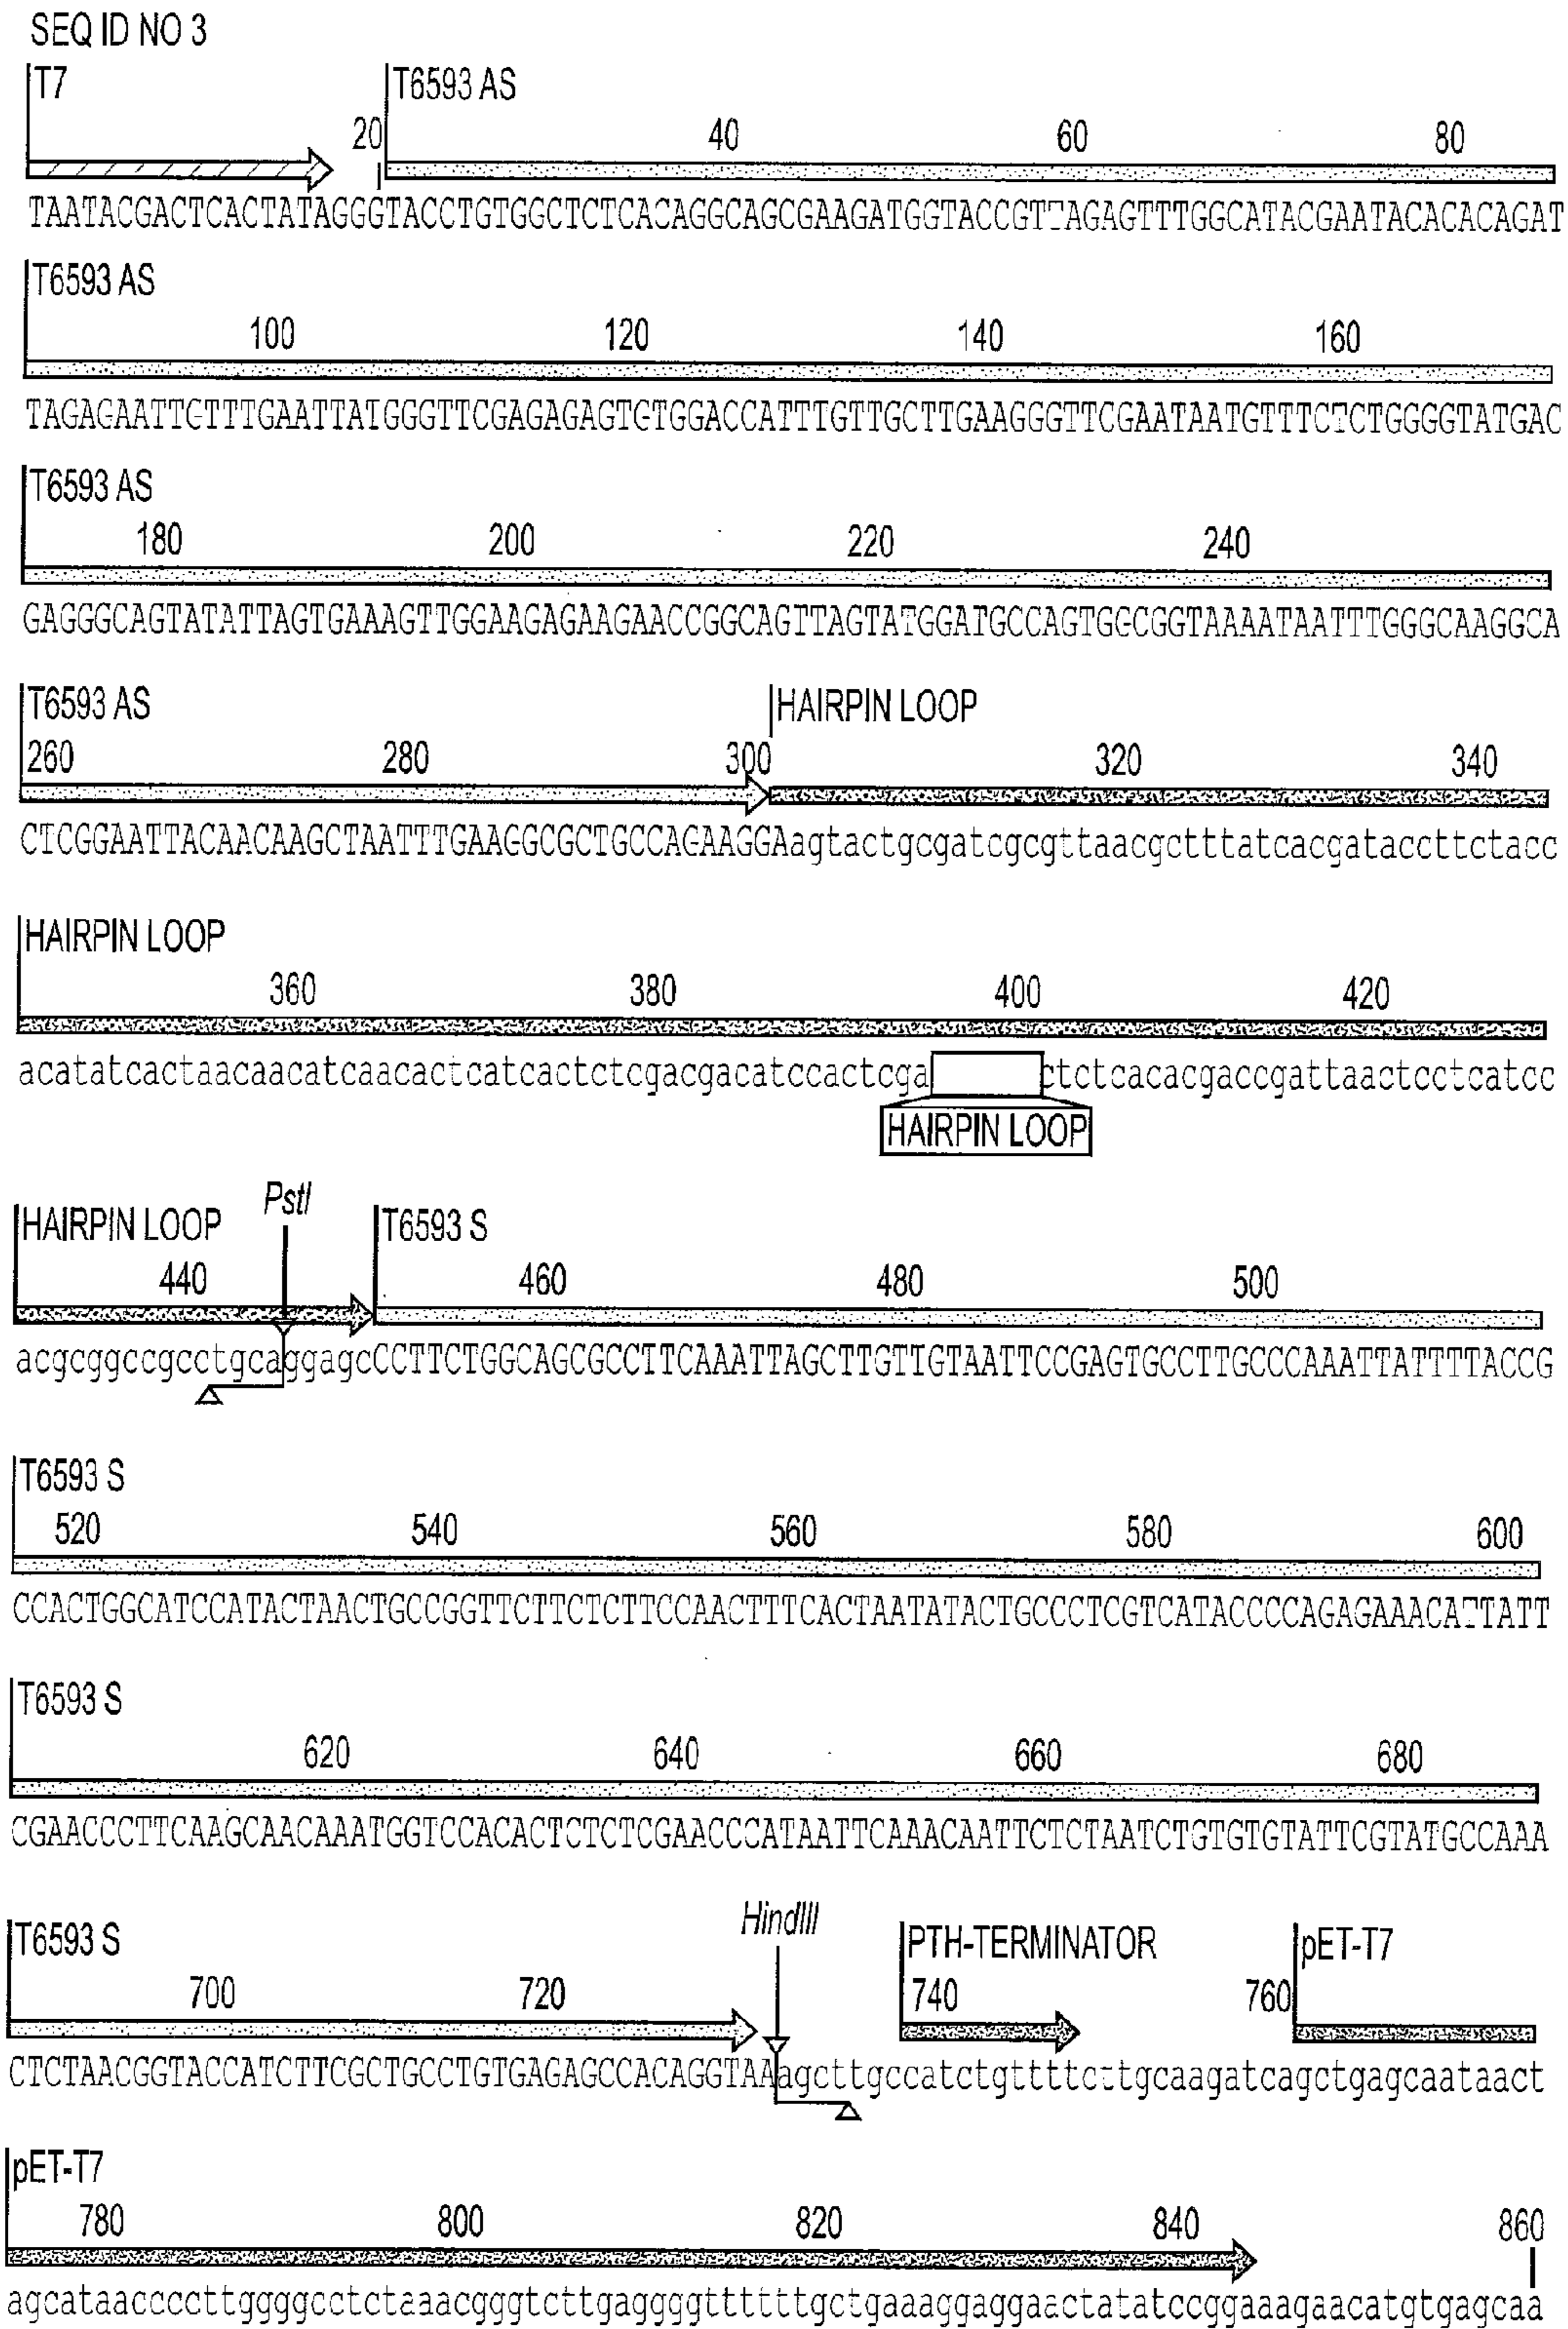 SEQ ID NO 3
T7 T6593 AS
20 40 60 80
TAATACGACTCACTATAGGGTACCTGTGGCTCTCACAGGCAGCGAAGATGGTACCGTTAGAGTTTGGCATACGAATACACACAGAT
T6593 AS
100 120 140 160
TAGAGAATTGTTTGAATTATGGGTTCGAGAGAGTGTGGACCATTTGTTGCTTGAAGGGTTCGAATAATGTTTCTCTGGGGTATGAC
T6593 AS
180 200 220 240
GAGGGCAGTATATTAGTGAAAGTTGGAAGAGAAGAACCGGCAGTTAGTATGGATGCCAGTGGCGGTAAAATAATTTGGGCAAGGCA
T6593 AS HAIRPIN LOOP
260 280 300 320 340
CTCGGAATTACAACAAGCTAATTTGAAGGCGCTGCCAGAAGGAagtactgcgatcgcgttaacgctttatcacgataccttctacc
HAIRPIN LOOP
360 380 400 420
acatatcactaacaacatcaacactcatcactctcgacgacatccactcga ctctcacacgaccgattaactcctcatcc
HAIRPIN LOOP
HAIRPIN LOOP PstI T6593 S
440 460 480 500
acgcggccgcctgcaggagcCCTTCTGGCAGCGCCTTCAAATTAGCTTGTTGTAATTCCGAGTGCCTTGCCCAAATTATTTTACCG
T6593 S
520 540 560 580 600
CCACTGGCATCCATACTAACTGCCGGTTCTTCTCTTCCAACTTTCACTAATATACTGCCCTCGTCATACCCCAGAGAAACATTATT
T6593 S
620 640 660 680
CGAACCCTTCAAGCAACAAATGGTCCACACTCTCTCGAACCCATAATTCAAACAATTCTCTAATCTGTGTGTATTCGTATGCCAAA
T6593 S HindIII PTH-TERMINATOR pET-T7
700 720 740 760
CTCTAACGGTACCATCTTCGCTGCCTGTGAGAGCCACAGGTAAagcttgccatctgttttcttgcaagatcagctgagcaataact
pET-T7
780 800 820 840 860
agcataaccccttggggcctctaaacgggtcttgaggggttttttgctgaaaggaggaactatatccggaaagaacatgtgagcaa